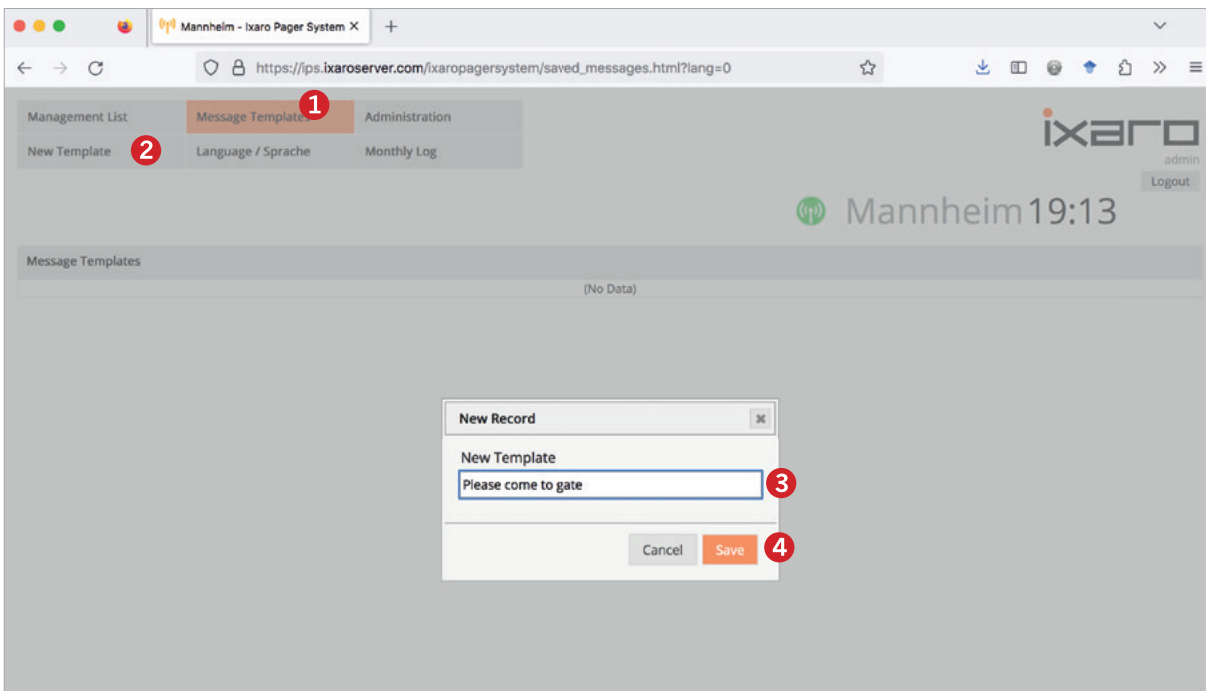 Mannheim - Ixaro Pager System
https://ips.ixaroserver.com/ixaropagersystem/saved_messages.html?lang=0
Management List Message Templates 1 Administration
New Template 2 Language / Sprache Monthly Log
ixaro
admin
Logout
Mannheim 19:13
Message Templates
(No Data)
New Record
New Template
Please come to gate 3
Cancel Save 4